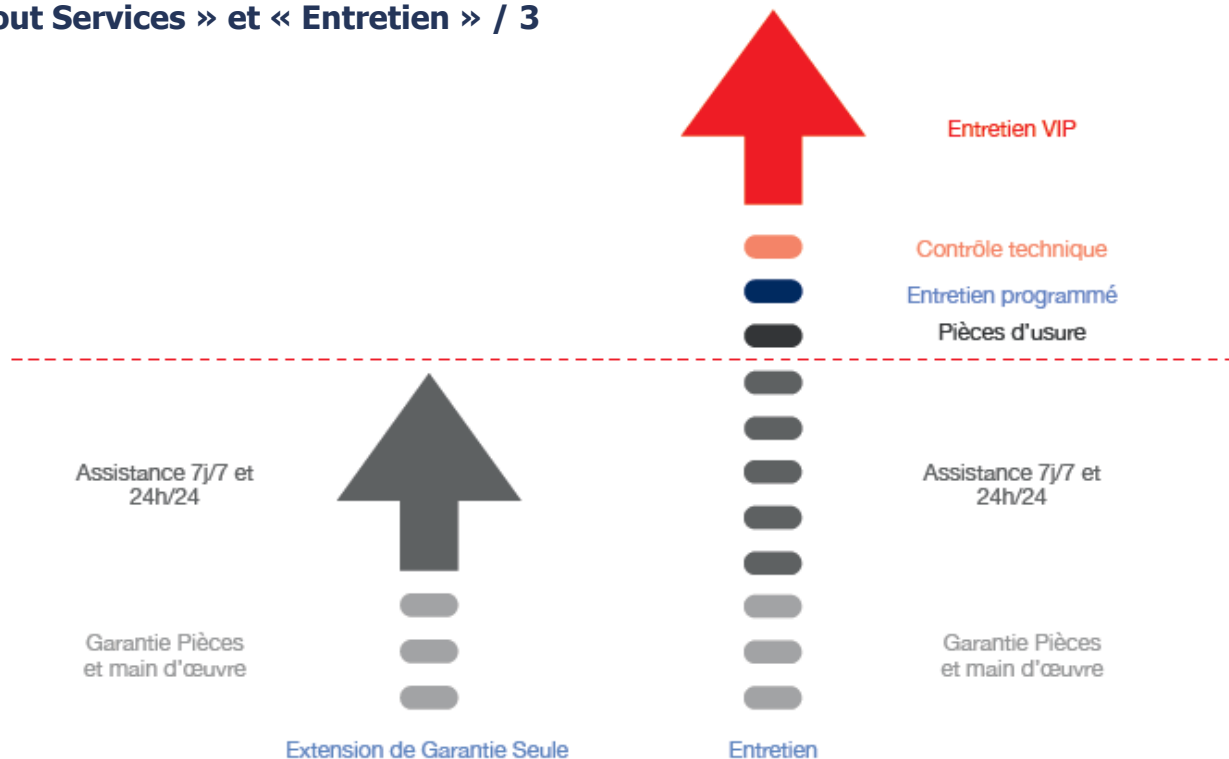 out Services » et « Entretien » / 3
Entretien VIP
Contrôle technique
Entretien programmé
Pièces d'usure
Assistance 7j/7 et
24h/24
Assistance 7j/7 et
24h/24
Garantie Pièces
et main d'œuvre
Garantie Pièces
et main d'œuvre
Extension de Garantie Seule
Entretien